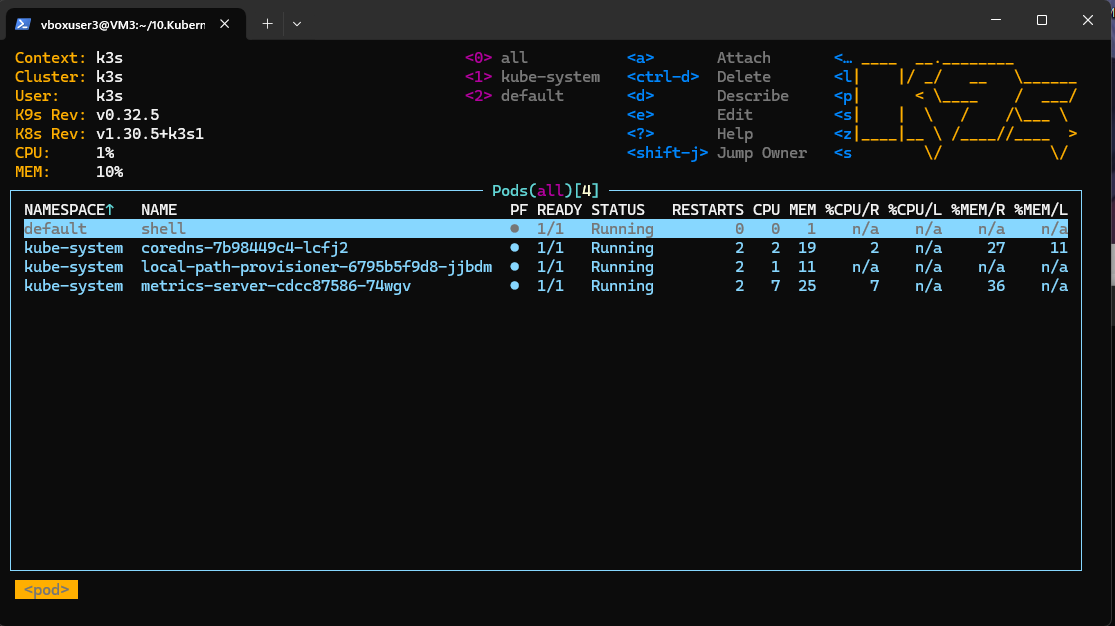 vboxuser3@VM3:~/10.Kubern
Context: k3s <0> all <a> Attach <…
Cluster: k3s <1> kube-system <ctrl-d> Delete <l
User: k3s <2> default <d> Describe <p
K9s Rev: v0.32.5 <e> Edit <s
K8s Rev: v1.30.5+k3s1 <?> Help <z
CPU: 1% <shift-j> Jump Owner <s
MEM: 10%
Pods(all)[4]
NAMESPACE↑ NAME PF READY STATUS RESTARTS CPU MEM %CPU/R %CPU/L %MEM/R %MEM/L
default shell ● 1/1 Running 0 0 1 n/a n/a n/a n/a
kube-system coredns-7b98449c4-lcfj2 ● 1/1 Running 2 2 19 2 n/a 27 11
kube-system local-path-provisioner-6795b5f9d8-jjbdm ● 1/1 Running 2 1 11 n/a n/a n/a n/a
kube-system metrics-server-cdcc87586-74wgv ● 1/1 Running 2 7 25 7 n/a 36 n/a
<pod>